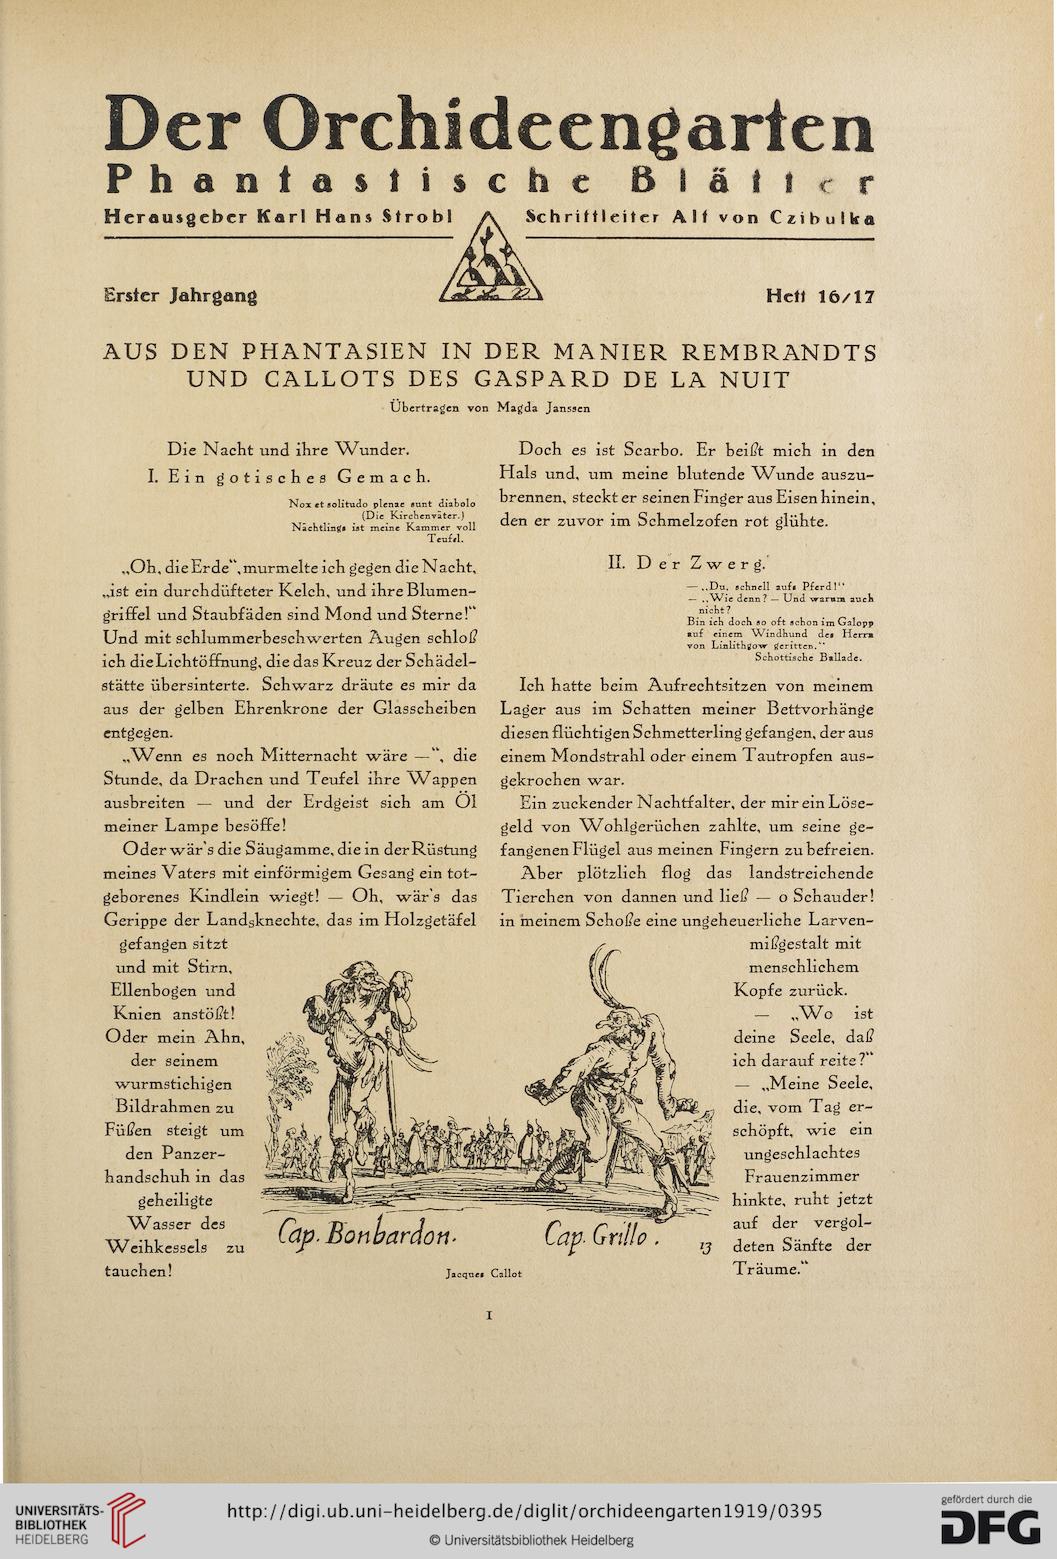 Der Orchideengarten
Phantastische Blätter
Herausgeber Karl Hans Strobl
Schriftleiter Alf von Czibulka
Erster Jahrgang
Heft 16/17
AUS DEN PHANTASIEN IN DER MANIER REMBRANDTS
UND CALLOTS DES GASPARD DE LA NUIT
Übertragen von Magda Janssen
Die Nacht und ihre Wunder.
I. Ein gotisches Gemach.
Nox et solitudo plenae sunt diabolo
(Die Kirchenväter.)
Nächtlings ist meine Kammer voll
Teufel.
„Oh, die Erde“, murmelte ich gegen die Nacht,
„ist ein durchdüfteter Kelch, und ihre Blumen-
griffel und Staubfäden sind Mond und Sterne!“
Und mit schlummerbeschwerten Augen schloß
ich die Lichtöffnung, die das Kreuz der Schädel-
stätte übersinterte. Schwarz dräute es mir da
aus der gelben Ehrenkrone der Glasscheiben
entgegen.
„Wenn es noch Mitternacht wäre —“, die
Stunde, da Drachen und Teufel ihre Wappen
ausbreiten — und der Erdgeist sich am Öl
meiner Lampe besöffe!
Oder wär's die Säugamme, die in der Rüstung
meines Vaters mit einförmigem Gesang ein tot-
geborenes Kindlein wiegt! — Oh, wär's das
Gerippe der Landsknechte, das im Holzgetäfel
gefangen sitzt
und mit Stirn,
Ellenbogen und
Knien anstößt!
Oder mein Ahn,
der seinem
wurmstichigen
Bildrahmen zu
Füßen steigt um
den Panzer-
handschuh in das
geheiligte
Wasser des
Weihkessels zu
tauchen!
Doch es ist Scarbo. Er beißt mich in den
Hals und, um meine blutende Wunde auszu-
brennen, steckt er seinen Finger aus Eisen hinein,
den er zuvor im Schmelzofen rot glühte.
II. Der Zwerg.
— „Du, schnell aufs Pferd!“
— „Wie denn? — Und warum auch
nicht?
Bin ich doch so oft schon im Galopp
auf einem Windhund des Herrn
von Linlithgow geritten.“
Schottische Ballade.
Ich hatte beim Aufrechtsitzen von meinem
Lager aus im Schatten meiner Bettvorhänge
diesen flüchtigen Schmetterling gefangen, der aus
einem Mondstrahl oder einem Tautropfen aus-
gekrochen war.
Ein zuckender Nachtfalter, der mir ein Löse-
geld von Wohlgerüchen zahlte, um seine ge-
fangenen Flügel aus meinen Fingern zu befreien.
Aber plötzlich flog das landstreichende
Tierchen von dannen und ließ — o Schauder!
in meinem Schoße eine ungeheuerliche Larven-
mißgestalt mit
menschlichem
Kopfe zurück.
— „Wo ist
deine Seele, daß
ich darauf reite?“
— „Meine Seele,
die, vom Tag er-
schöpft, wie ein
ungeschlachtes
Frauenzimmer
hinkte, ruht jetzt
auf der vergol-
deten Sänfte der
Träume.“
Cap. Bonbardon.
Cap. Grillo.
13
Jacques Callot
1
UNIVERSITÄTS-
BIBLIOTHEK
HEIDELBERG
http://digi.ub.uni-heidelberg.de/diglit/orchideengarten1919/0395
© Universitätsbibliothek Heidelberg
gefördert durch die
DFG